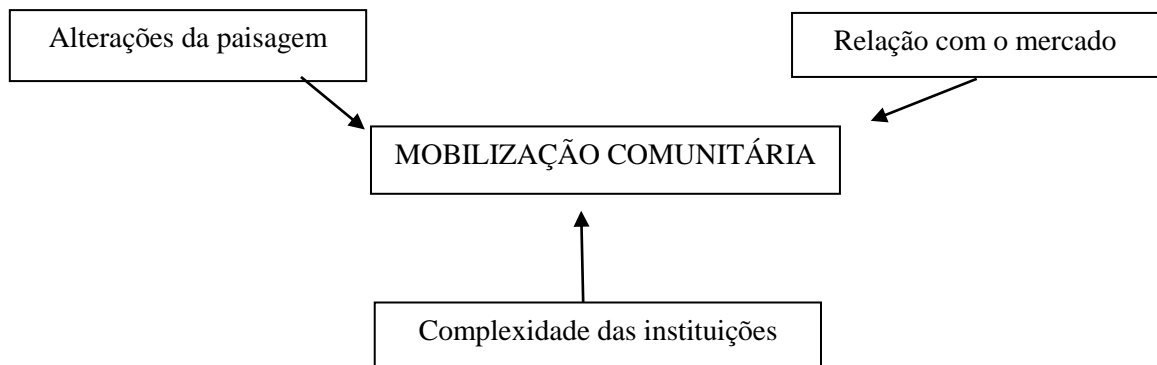 Alterações da paisagem
Relação com o mercado
MOBILIZAÇÃO COMUNITÁRIA
Complexidade das instituições